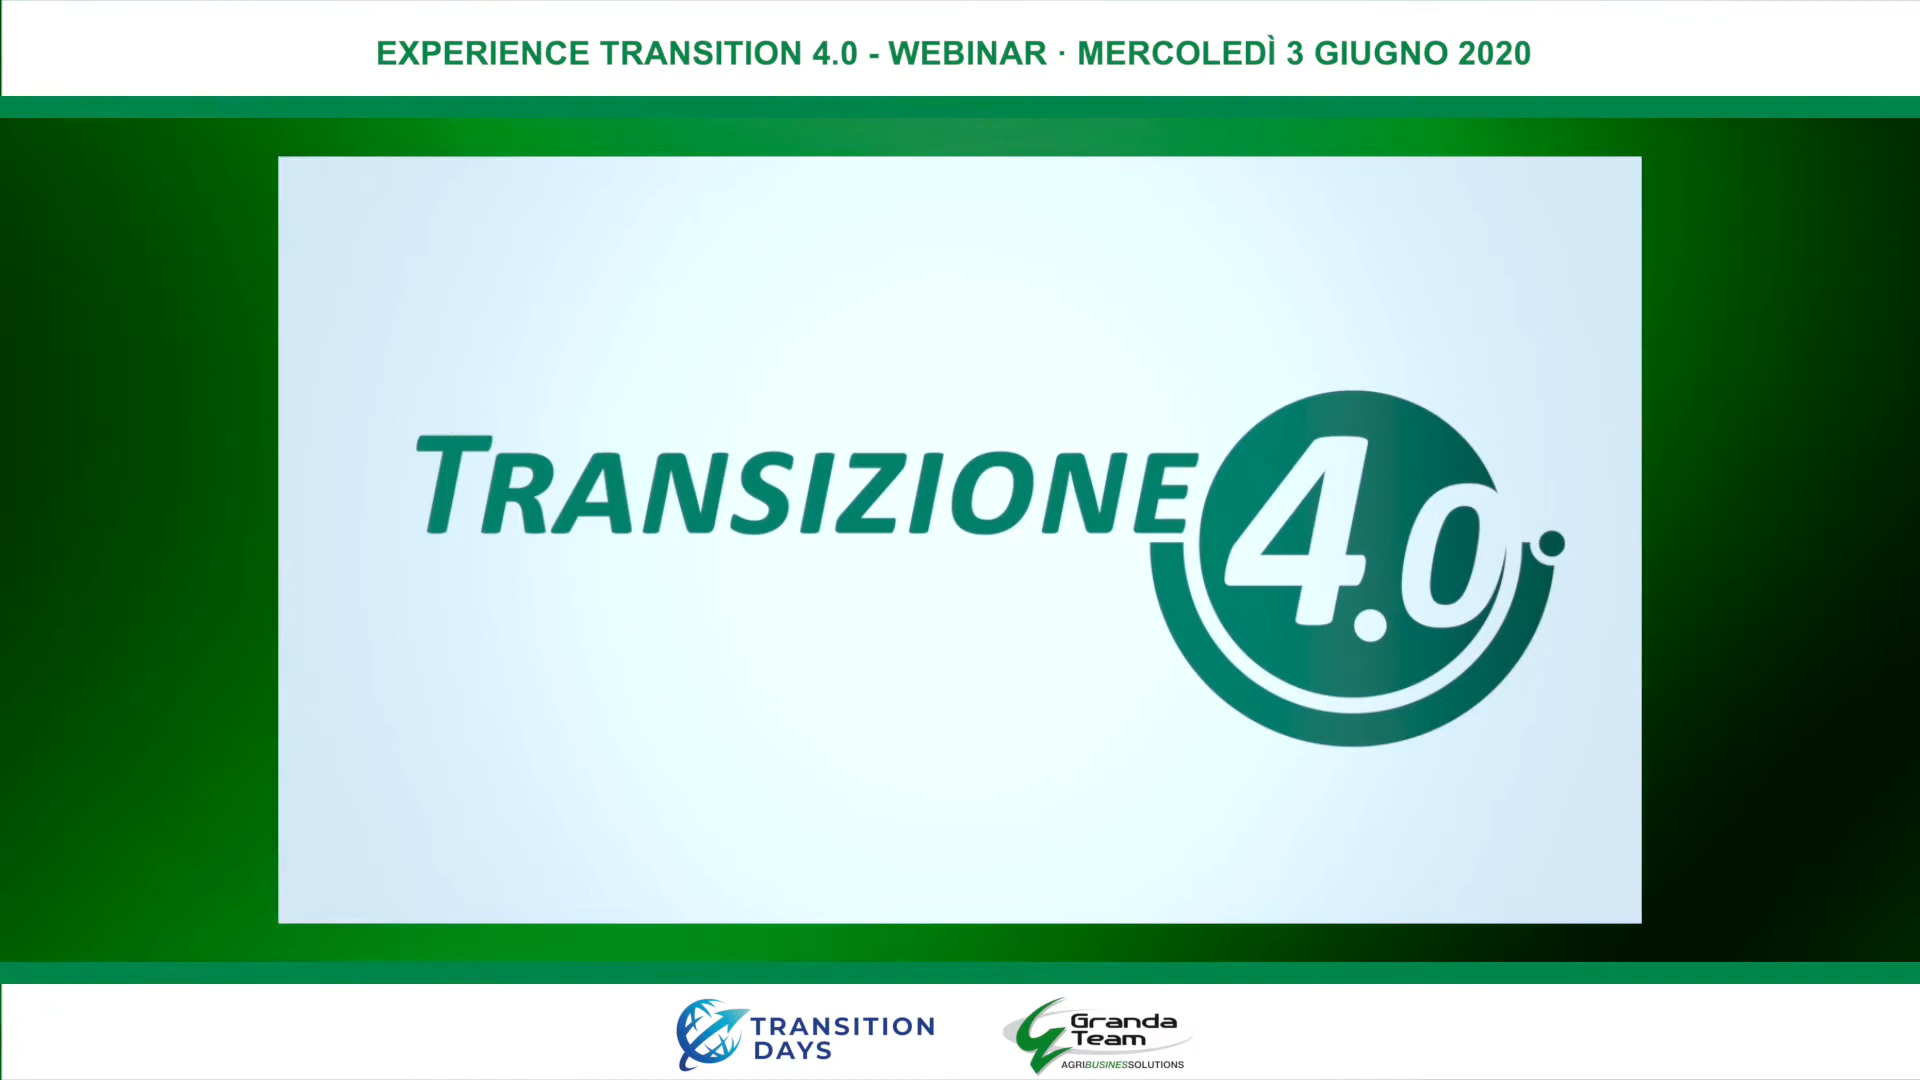 EXPERIENCE TRANSITION 4.0 - WEBINAR · MERCOLEDÌ 3 GIUGNO 2020
TRANSIZIONE 4.0
TRANSITION
DAYS
Granda
Team
AGRIBUSINESSOLUTIONS